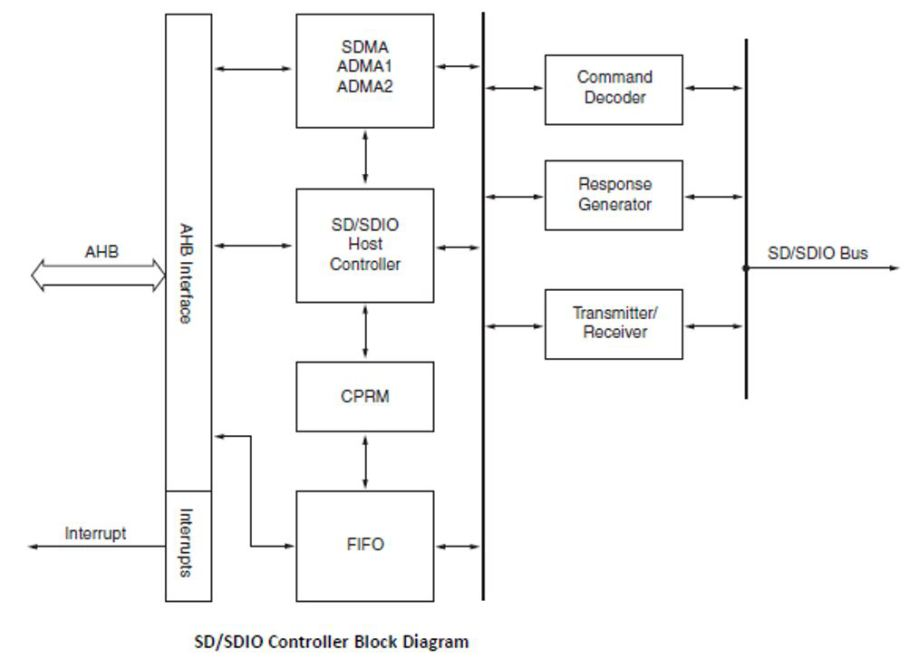 SDMA
ADMA1
ADMA2
Command
Decoder
Response
Generator
SD/SDIO
Host
Controller
AHB
AHB Interface
SD/SDIO Bus
Transmitter/
Receiver
CPRM
Interrupt
Interrupts
FIFO
SD/SDIO Controller Block Diagram